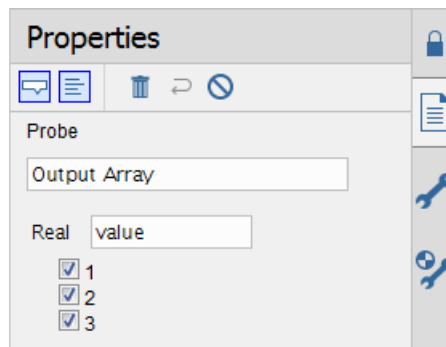 Properties
Probe
Output Array
Real value
1
2
3